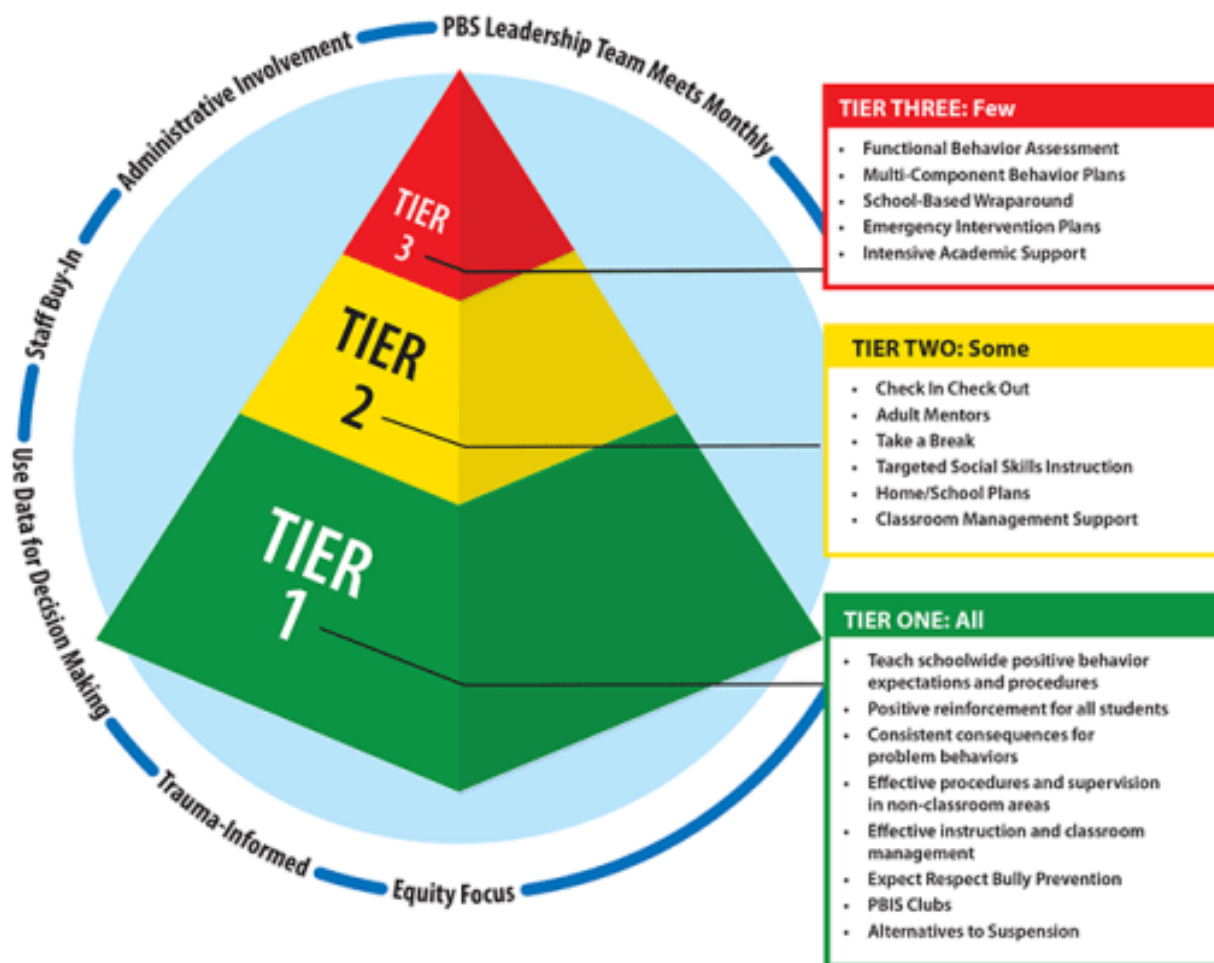 PBS Leadership Team Meets Monthly
Administrative Involvement
Staff Buy-In
Use Data for Decision Making
Trauma-Informed
Equity Focus
TIER
3
TIER
2
TIER
1
TIER THREE: Few
• Functional Behavior Assessment
• Multi-Component Behavior Plans
• School-Based Wraparound
• Emergency Intervention Plans
• Intensive Academic Support
TIER TWO: Some
• Check In Check Out
• Adult Mentors
• Take a Break
• Targeted Social Skills Instruction
• Home/School Plans
• Classroom Management Support
TIER ONE: All
• Teach schoolwide positive behavior
expectations and procedures
• Positive reinforcement for all students
• Consistent consequences for
problem behaviors
• Effective procedures and supervision
in non-classroom areas
• Effective instruction and classroom
management
• Expect Respect Bully Prevention
• PBIS Clubs
• Alternatives to Suspension